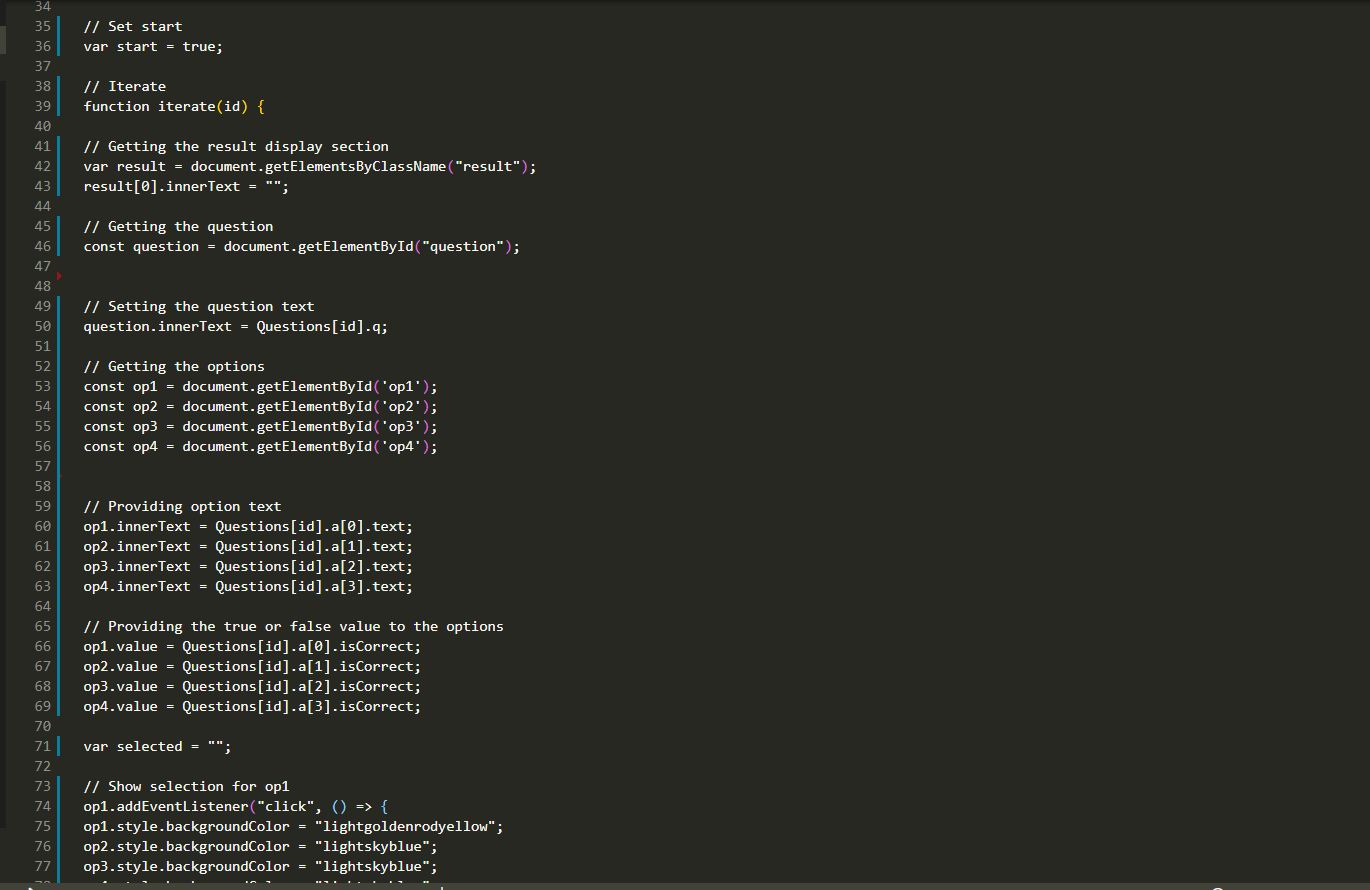 34
35 // Set start
36 var start = true;
37
38 // Iterate
39 function iterate(id) {
40
41 // Getting the result display section
42 var result = document.getElementsByClassName("result");
43 result[0].innerText = "";
44
45 // Getting the question
46 const question = document.getElementById("question");
47
48
49 // Setting the question text
50 question.innerText = Questions[id].q;
51
52 // Getting the options
53 const op1 = document.getElementById('op1');
54 const op2 = document.getElementById('op2');
55 const op3 = document.getElementById('op3');
56 const op4 = document.getElementById('op4');
57
58
59 // Providing option text
60 op1.innerText = Questions[id].a[0].text;
61 op2.innerText = Questions[id].a[1].text;
62 op3.innerText = Questions[id].a[2].text;
63 op4.innerText = Questions[id].a[3].text;
64
65 // Providing the true or false value to the options
66 op1.value = Questions[id].a[0].isCorrect;
67 op2.value = Questions[id].a[1].isCorrect;
68 op3.value = Questions[id].a[2].isCorrect;
69 op4.value = Questions[id].a[3].isCorrect;
70
71 var selected = "";
72
73 // Show selection for op1
74 op1.addEventListener("click", () => {
75 op1.style.backgroundColor = "lightgoldenrodyellow";
76 op2.style.backgroundColor = "lightskyblue";
77 op3.style.backgroundColor = "lightskyblue";